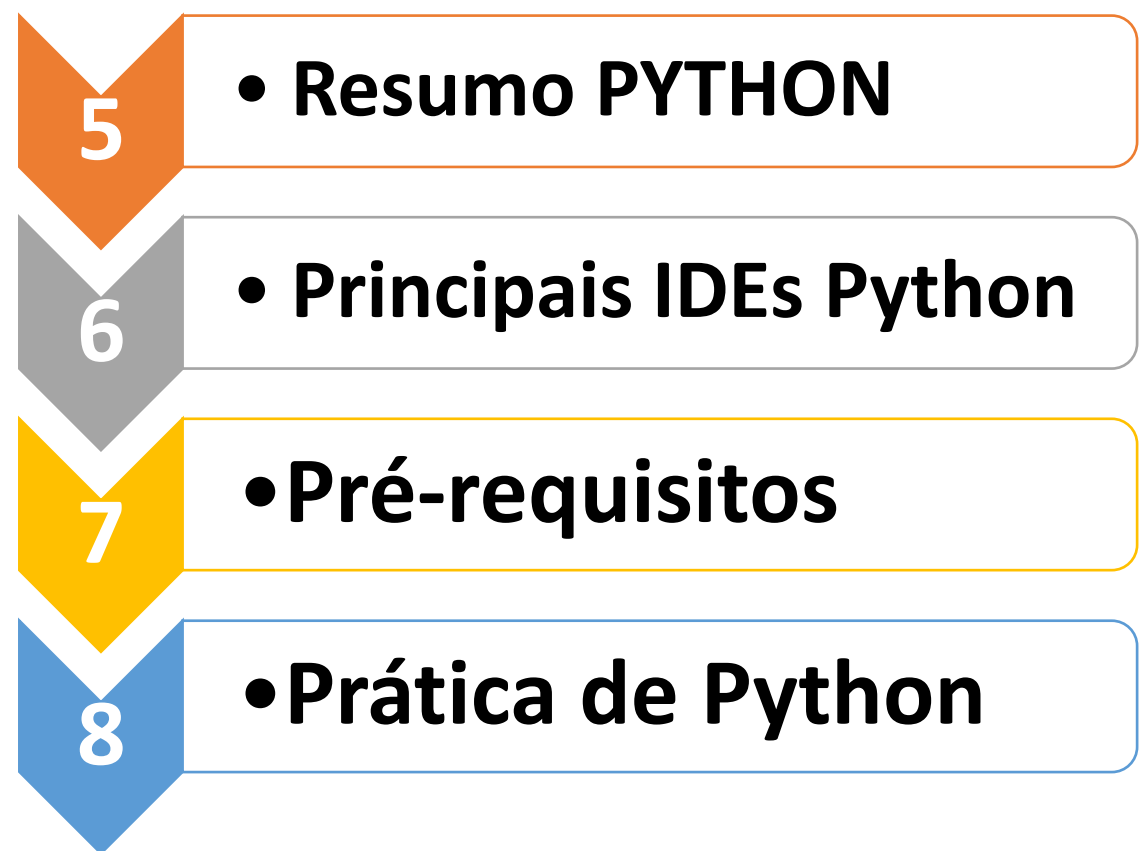 5
• Resumo PYTHON
6
• Principais IDEs Python
7
•Pré-requisitos
8
•Prática de Python